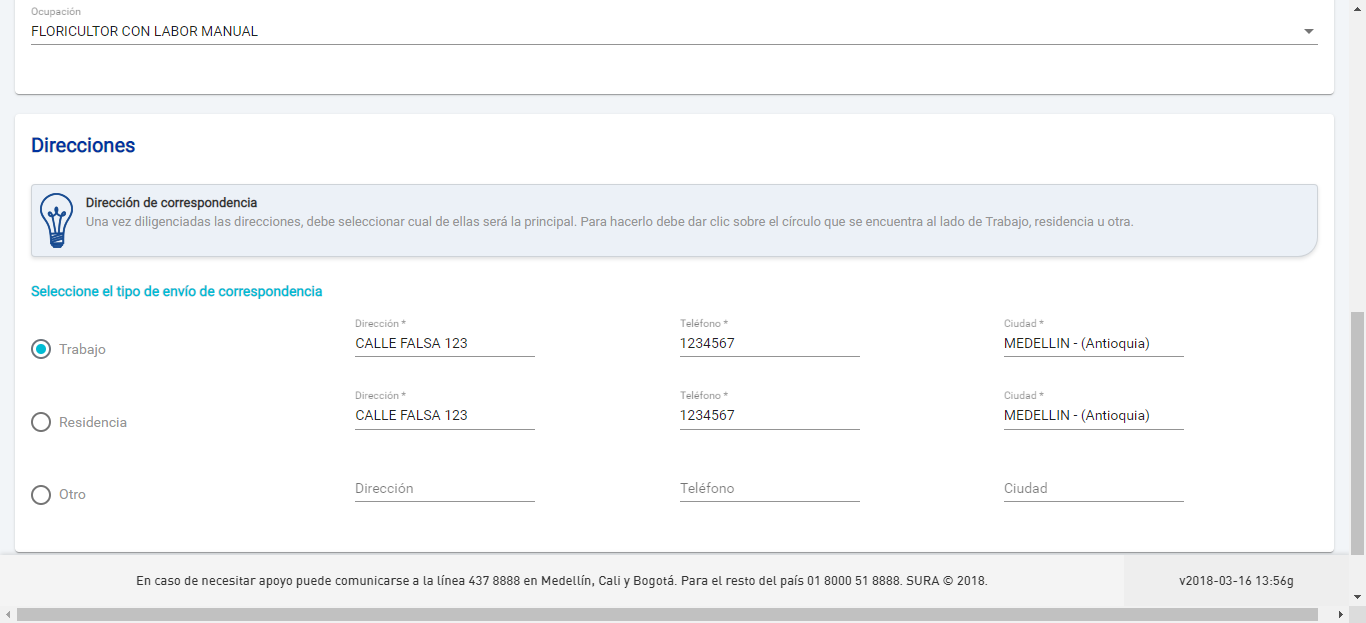 Ocupación
FLORICULTOR CON LABOR MANUAL
Direcciones
Dirección de correspondencia
Una vez diligenciadas las direcciones, debe seleccionar cual de ellas será la principal. Para hacerlo debe dar clic sobre el círculo que se encuentra al lado de Trabajo, residencia u otra.
Seleccione el tipo de envío de correspondencia
Trabajo
Dirección *
CALLE FALSA 123
Teléfono *
1234567
Ciudad *
MEDELLIN - (Antioquia)
Residencia
Dirección *
CALLE FALSA 123
Teléfono *
1234567
Ciudad *
MEDELLIN - (Antioquia)
Otro
Dirección
Teléfono
Ciudad
En caso de necesitar apoyo puede comunicarse a la línea 437 8888 en Medellín, Cali y Bogotá. Para el resto del país 01 8000 51 8888. SURA © 2018.
v2018-03-16 13:56g